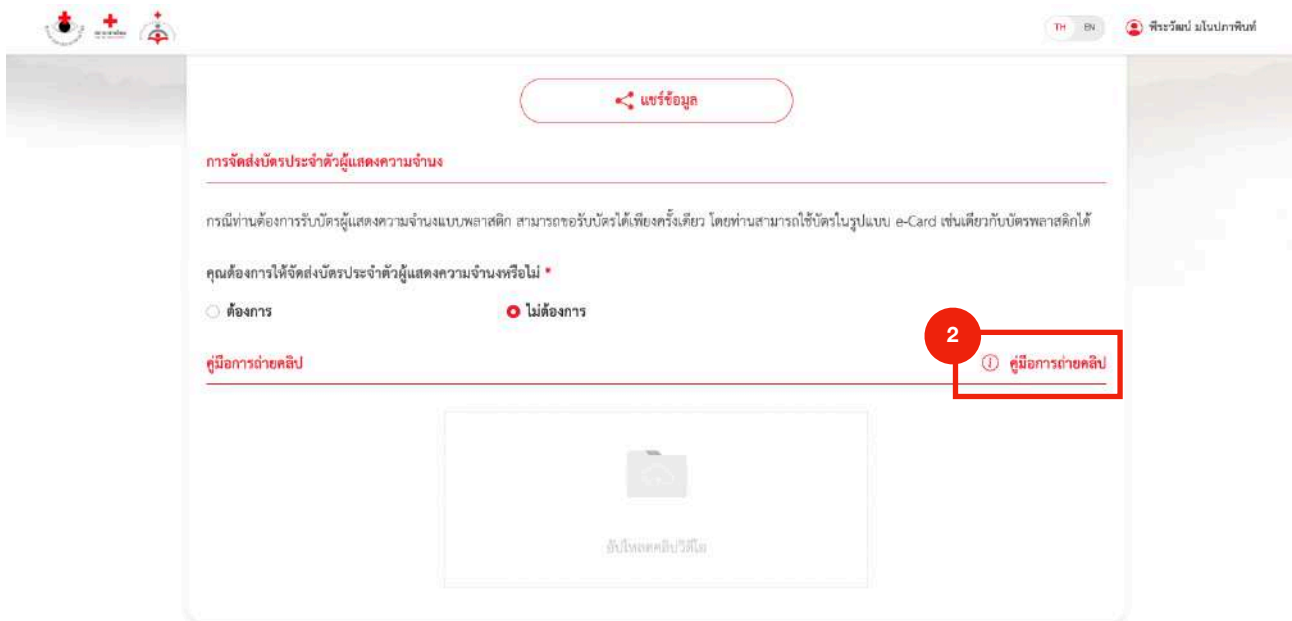 TH EN พีระวัฒน์ มโนปภาพินท์
แชร์ข้อมูล
การจัดส่งบัตรประจำตัวผู้แสดงความจำนง
กรณีท่านต้องการรับบัตรผู้แสดงความจำนงแบบพลาสติก สามารถขอรับบัตรได้เพียงครั้งเดียว โดยท่านสามารถใช้บัตรในรูปแบบ e-Card เช่นเดียวกับบัตรพลาสติกได้
คุณต้องการให้จัดส่งบัตรประจำตัวผู้แสดงความจำนงหรือไม่ *
ต้องการ ไม่ต้องการ
2
คู่มือการถ่ายคลิป คู่มือการถ่ายคลิป
อัปโหลดคลิปวิดีโอ